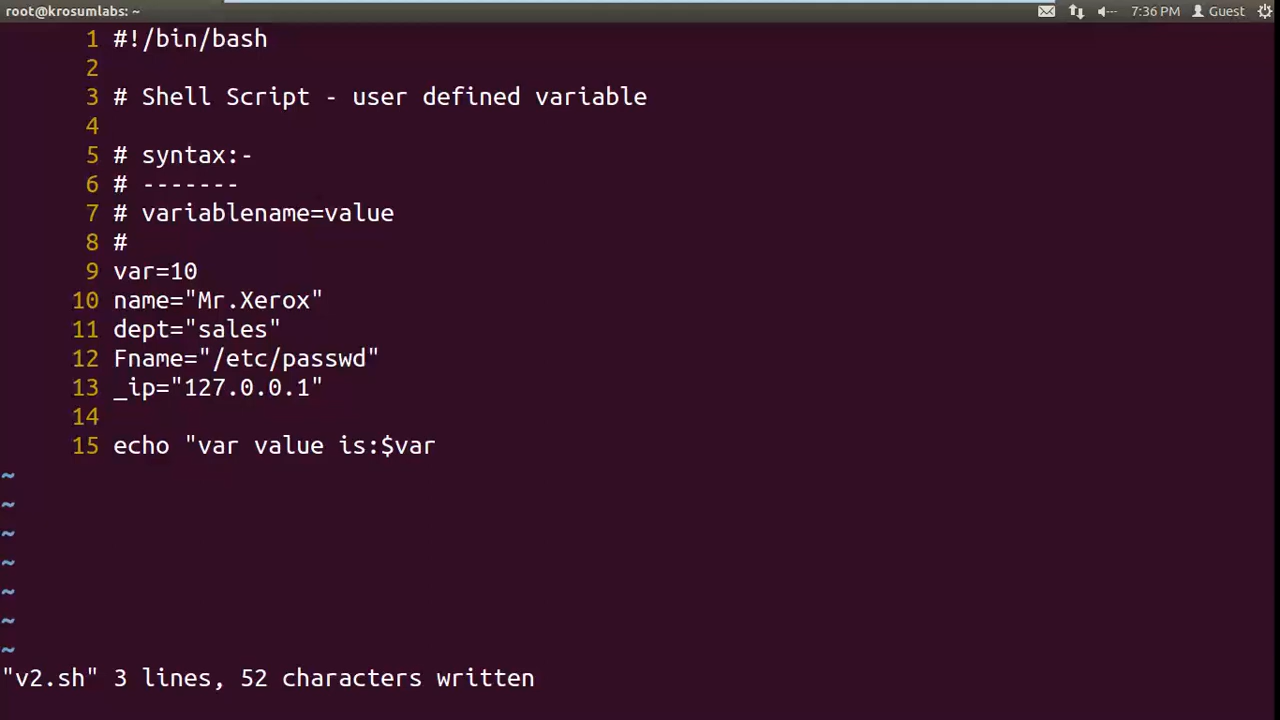 root@krosumlabs: ~ 7:36 PM Guest
1 #!/bin/bash
2
3 # Shell Script - user defined variable
4
5 # syntax:-
6 # -------
7 # variablename=value
8 #
9 var=10
10 name="Mr.Xerox"
11 dept="sales"
12 Fname="/etc/passwd"
13 _ip="127.0.0.1"
14
15 echo "var value is:$var
~
~
~
~
~
~
~
"v2.sh" 3 lines, 52 characters written